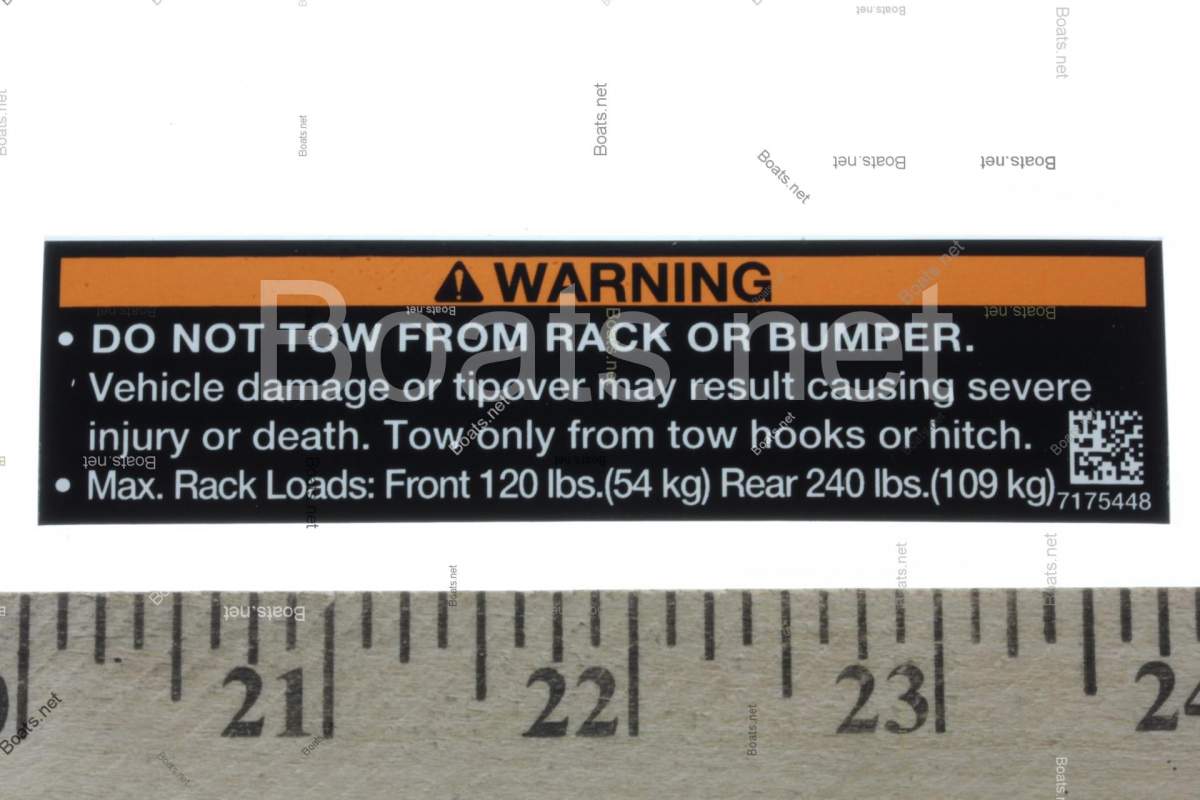 ⚠ WARNING
• DO NOT TOW FROM RACK OR BUMPER.
Vehicle damage or tipover may result causing severe
injury or death. Tow only from tow hooks or hitch.
• Max. Rack Loads: Front 120 lbs.(54 kg) Rear 240 lbs.(109 kg)
7175448
Boats.net
21 22 23 24